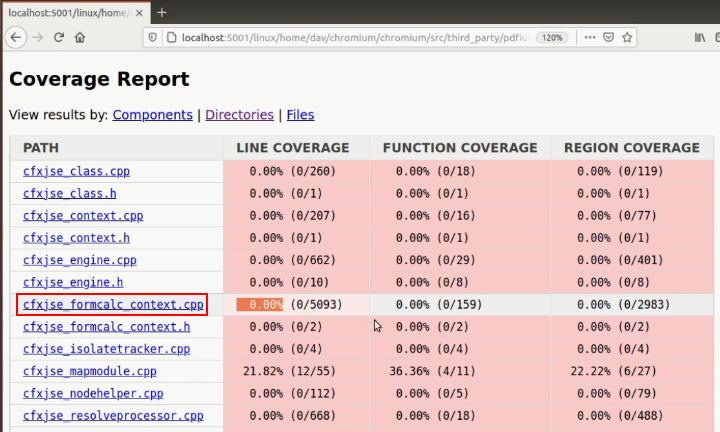 localhost:5001/linux/home/
localhost:5001/linux/home/dav/chromium/chromium/src/third_party/pdfiu 120%
Coverage Report
View results by: Components | Directories | Files
PATH LINE COVERAGE FUNCTION COVERAGE REGION COVERAGE
cfxjse_class.cpp 0.00% (0/260) 0.00% (0/18) 0.00% (0/119)
cfxjse_class.h 0.00% (0/1) 0.00% (0/1) 0.00% (0/1)
cfxjse_context.cpp 0.00% (0/207) 0.00% (0/16) 0.00% (0/77)
cfxjse_context.h 0.00% (0/1) 0.00% (0/1) 0.00% (0/1)
cfxjse_engine.cpp 0.00% (0/662) 0.00% (0/29) 0.00% (0/401)
cfxjse_engine.h 0.00% (0/10) 0.00% (0/8) 0.00% (0/8)
cfxjse_formcalc_context.cpp 0.00% (0/5093) 0.00% (0/159) 0.00% (0/2983)
cfxjse_formcalc_context.h 0.00% (0/2) 0.00% (0/2) 0.00% (0/2)
cfxjse_isolatetracker.cpp 0.00% (0/4) 0.00% (0/4) 0.00% (0/4)
cfxjse_mapmodule.cpp 21.82% (12/55) 36.36% (4/11) 22.22% (6/27)
cfxjse_nodehelper.cpp 0.00% (0/112) 0.00% (0/5) 0.00% (0/79)
cfxjse_resolveprocessor.cpp 0.00% (0/668) 0.00% (0/18) 0.00% (0/488)